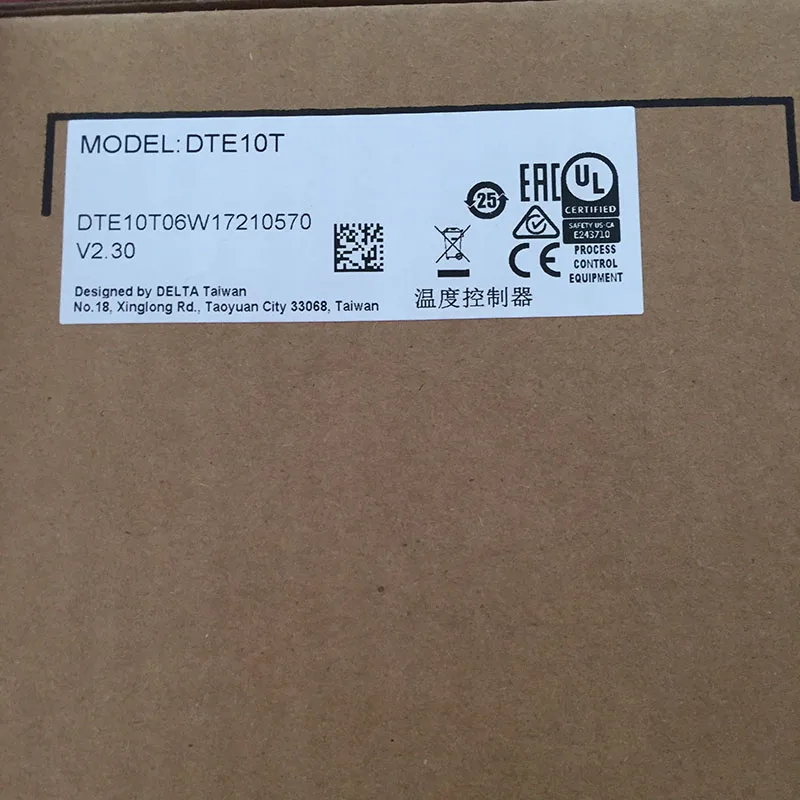 MODEL: DTE10T
DTE10T06W17210570
V2.30
Designed by DELTA Taiwan
No.18, Xinglong Rd., Taoyuan City 33068, Taiwan
25
EAC
UL
CERTIFIED
SAFETY US-CA
E243710
CE
PROCESS
CONTROL
EQUIPMENT
温度控制器